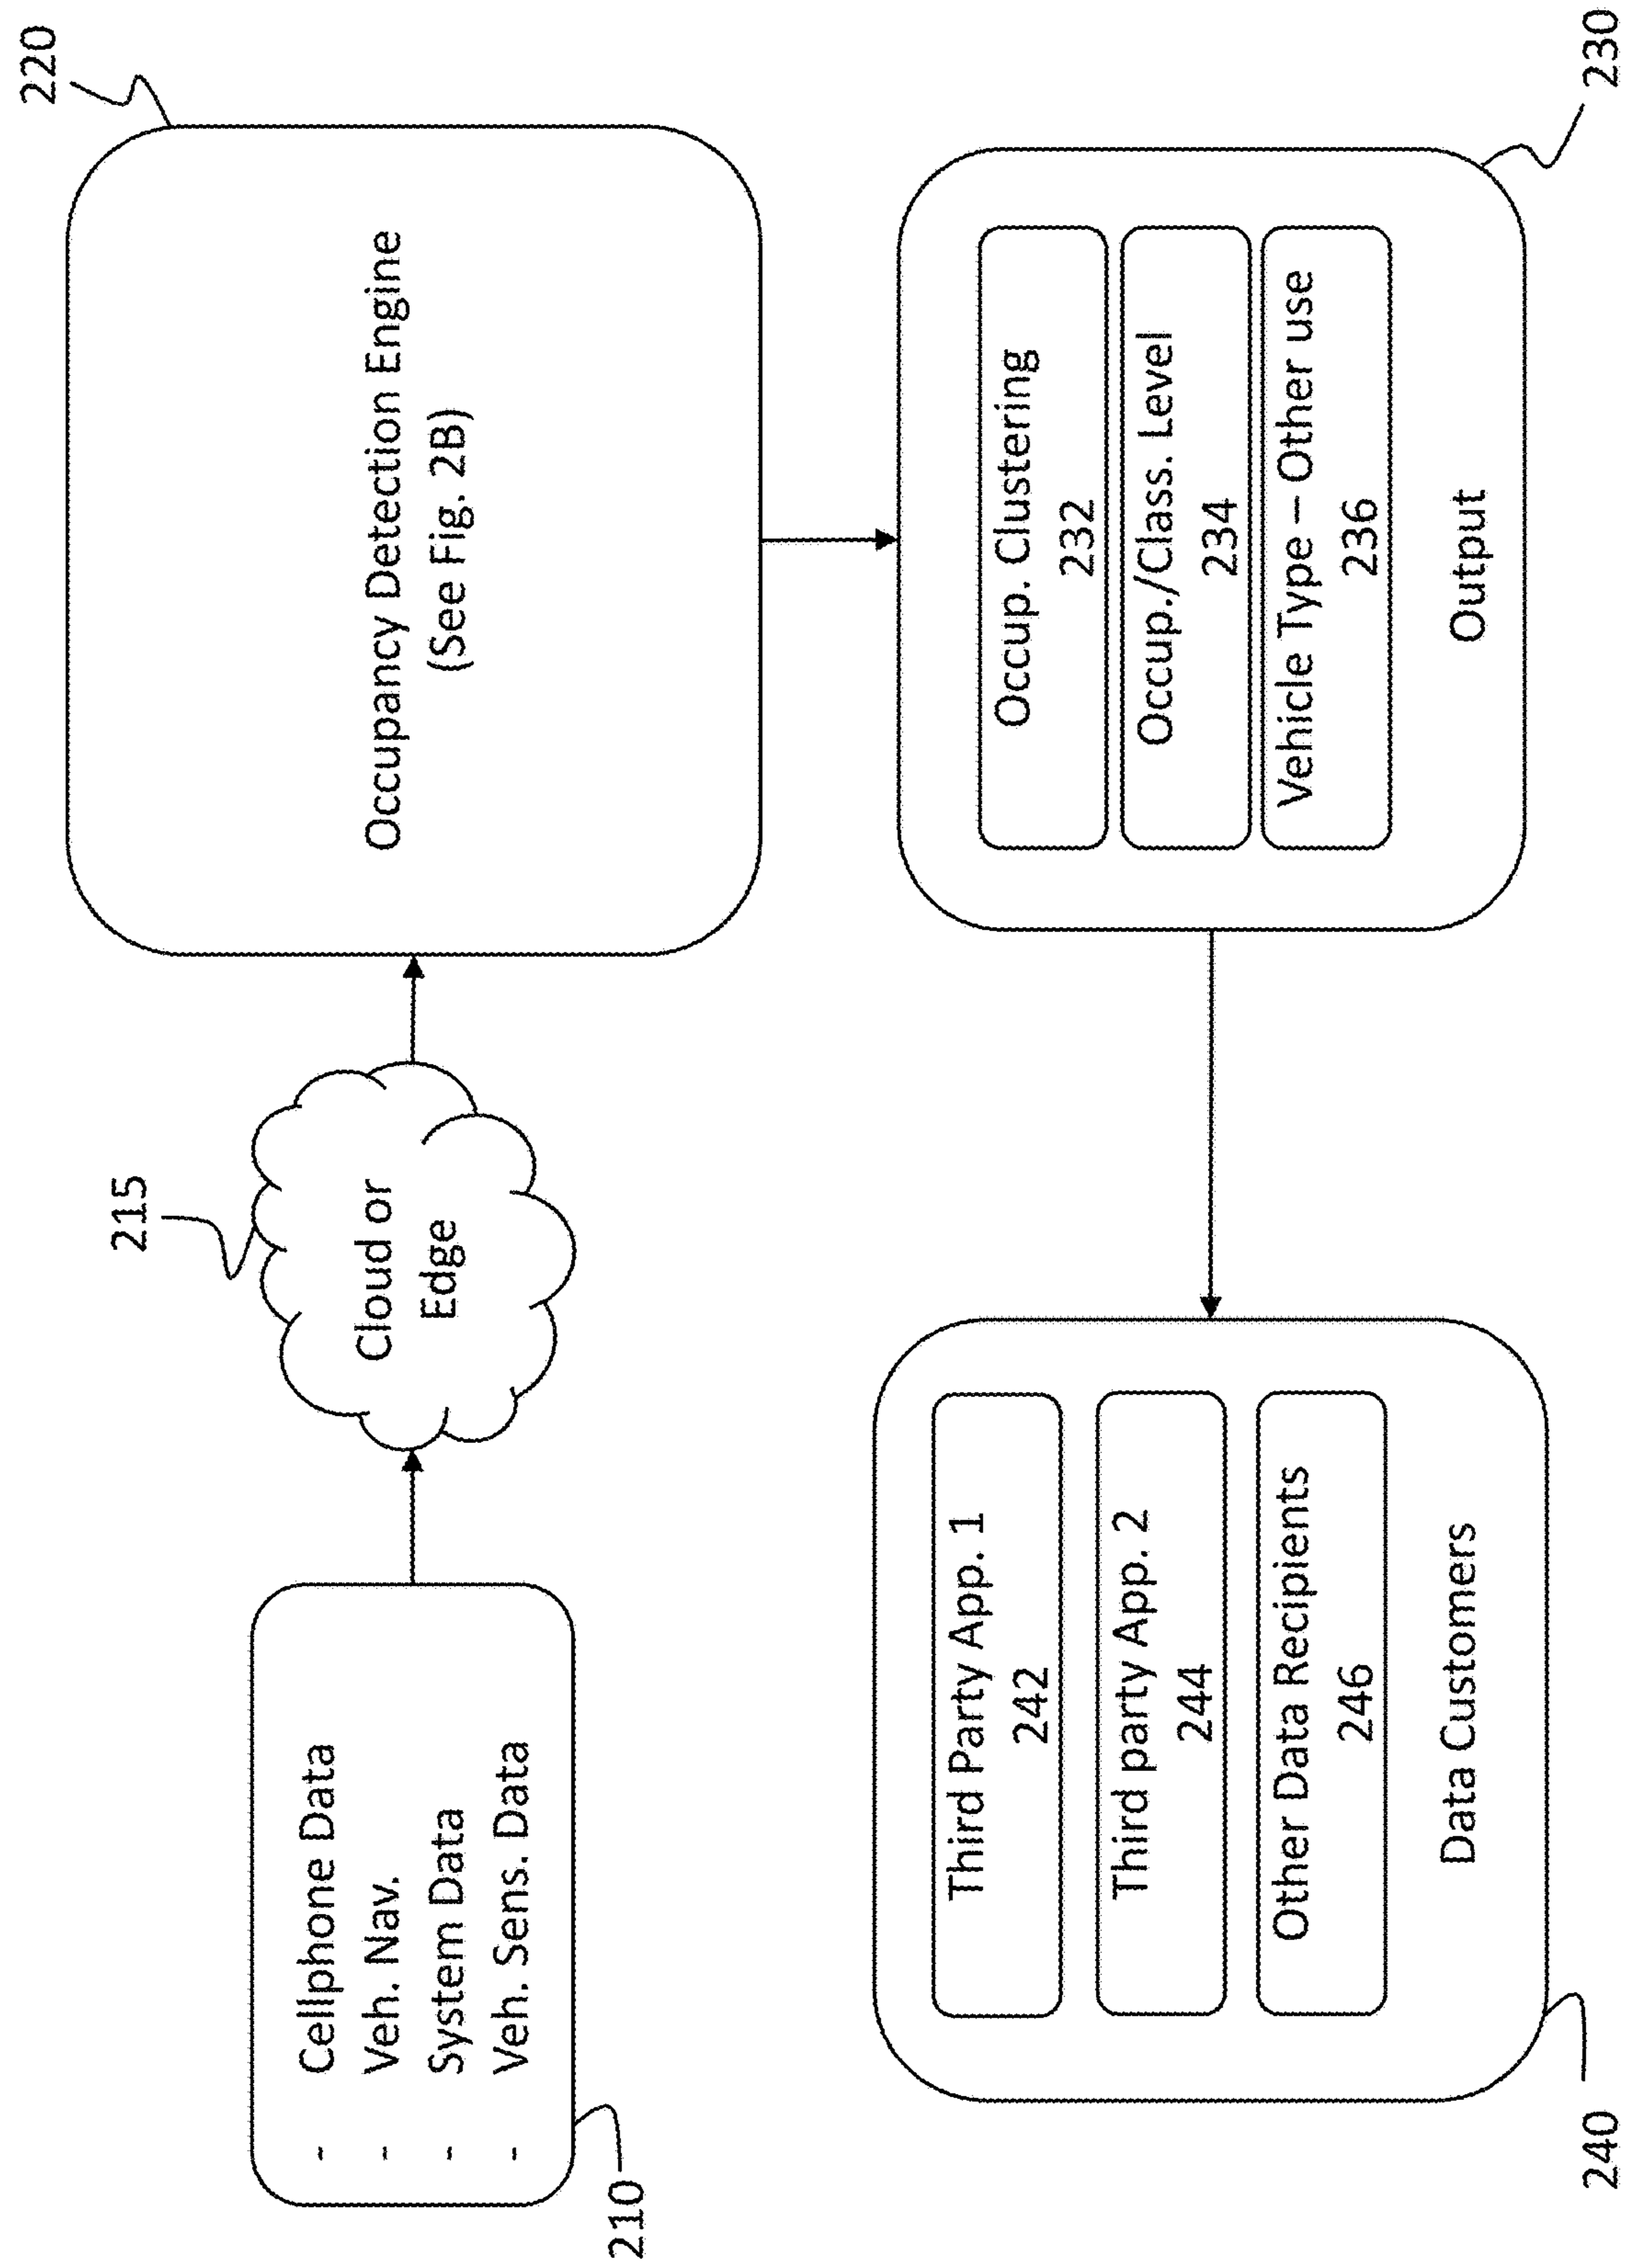 - Cellphone Data
- Veh. Nav.
- System Data
- Veh. Sens. Data
210
215
Cloud or
Edge
220
Occupancy Detection Engine
(See Fig. 2B)
Occup. Clustering
232
Occup./Class. Level
234
Vehicle Type – Other use
236
Output
230
Third Party App. 1
242
Third party App. 2
244
Other Data Recipients
246
Data Customers
240